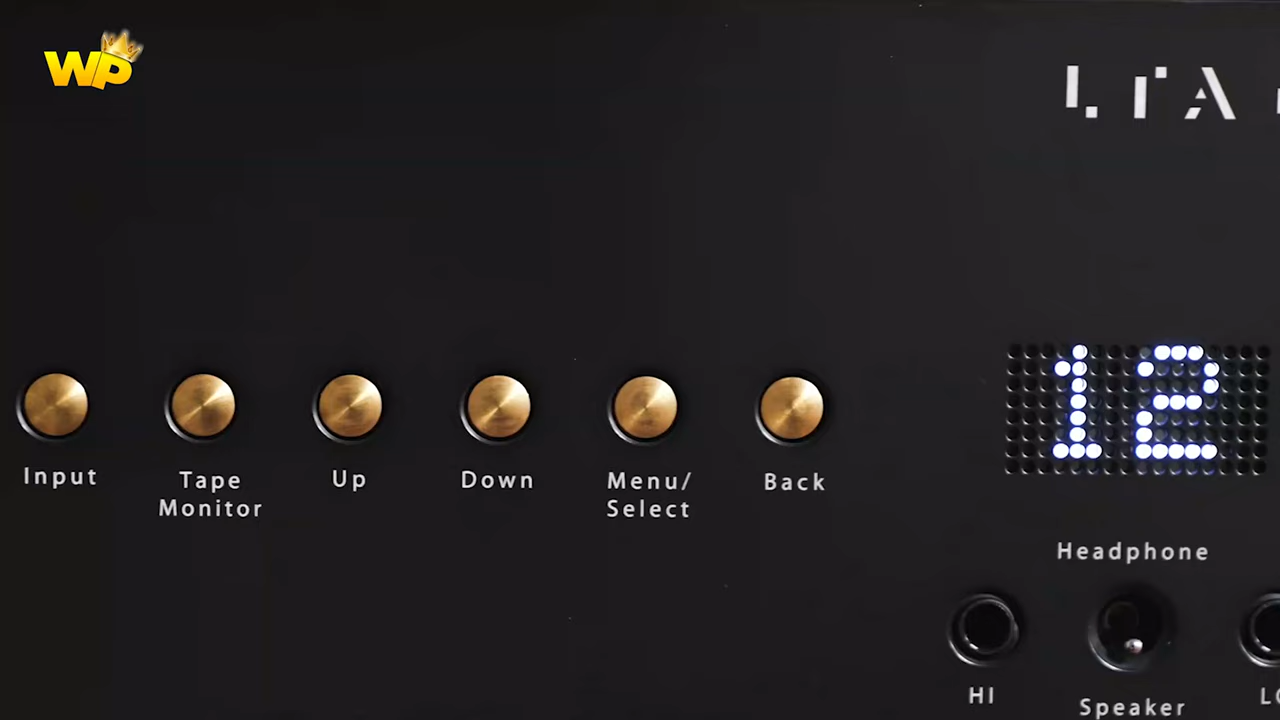 WP
LTA
12
Input
Tape
Monitor
Up
Down
Menu/
Select
Back
Headphone
HI
Speaker